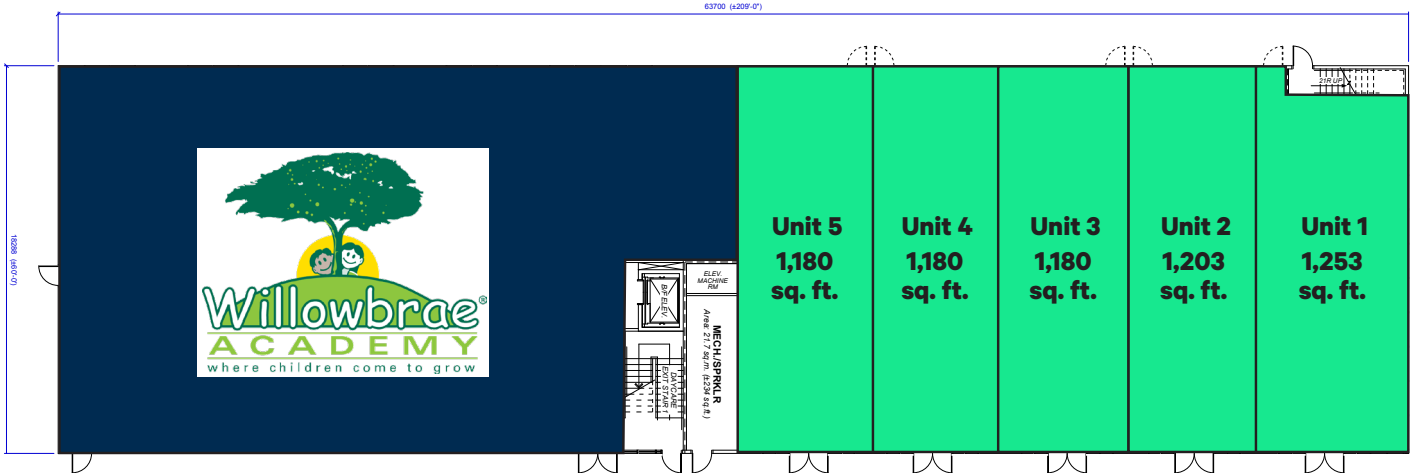 63700 (±209'-0")
18288 (±60'-0")
21R UP
Willowbrae®
ACADEMY
where children come to grow
Unit 5
1,180
sq. ft.
Unit 4
1,180
sq. ft.
Unit 3
1,180
sq. ft.
Unit 2
1,203
sq. ft.
Unit 1
1,253
sq. ft.
B/F ELEV.
ELEV.
MACHINE
RM
MECH./SPRKLR
Area: 21.7 sq.m. (±234 sq.ft.)
DAYCARE
EXIT STAIR 1